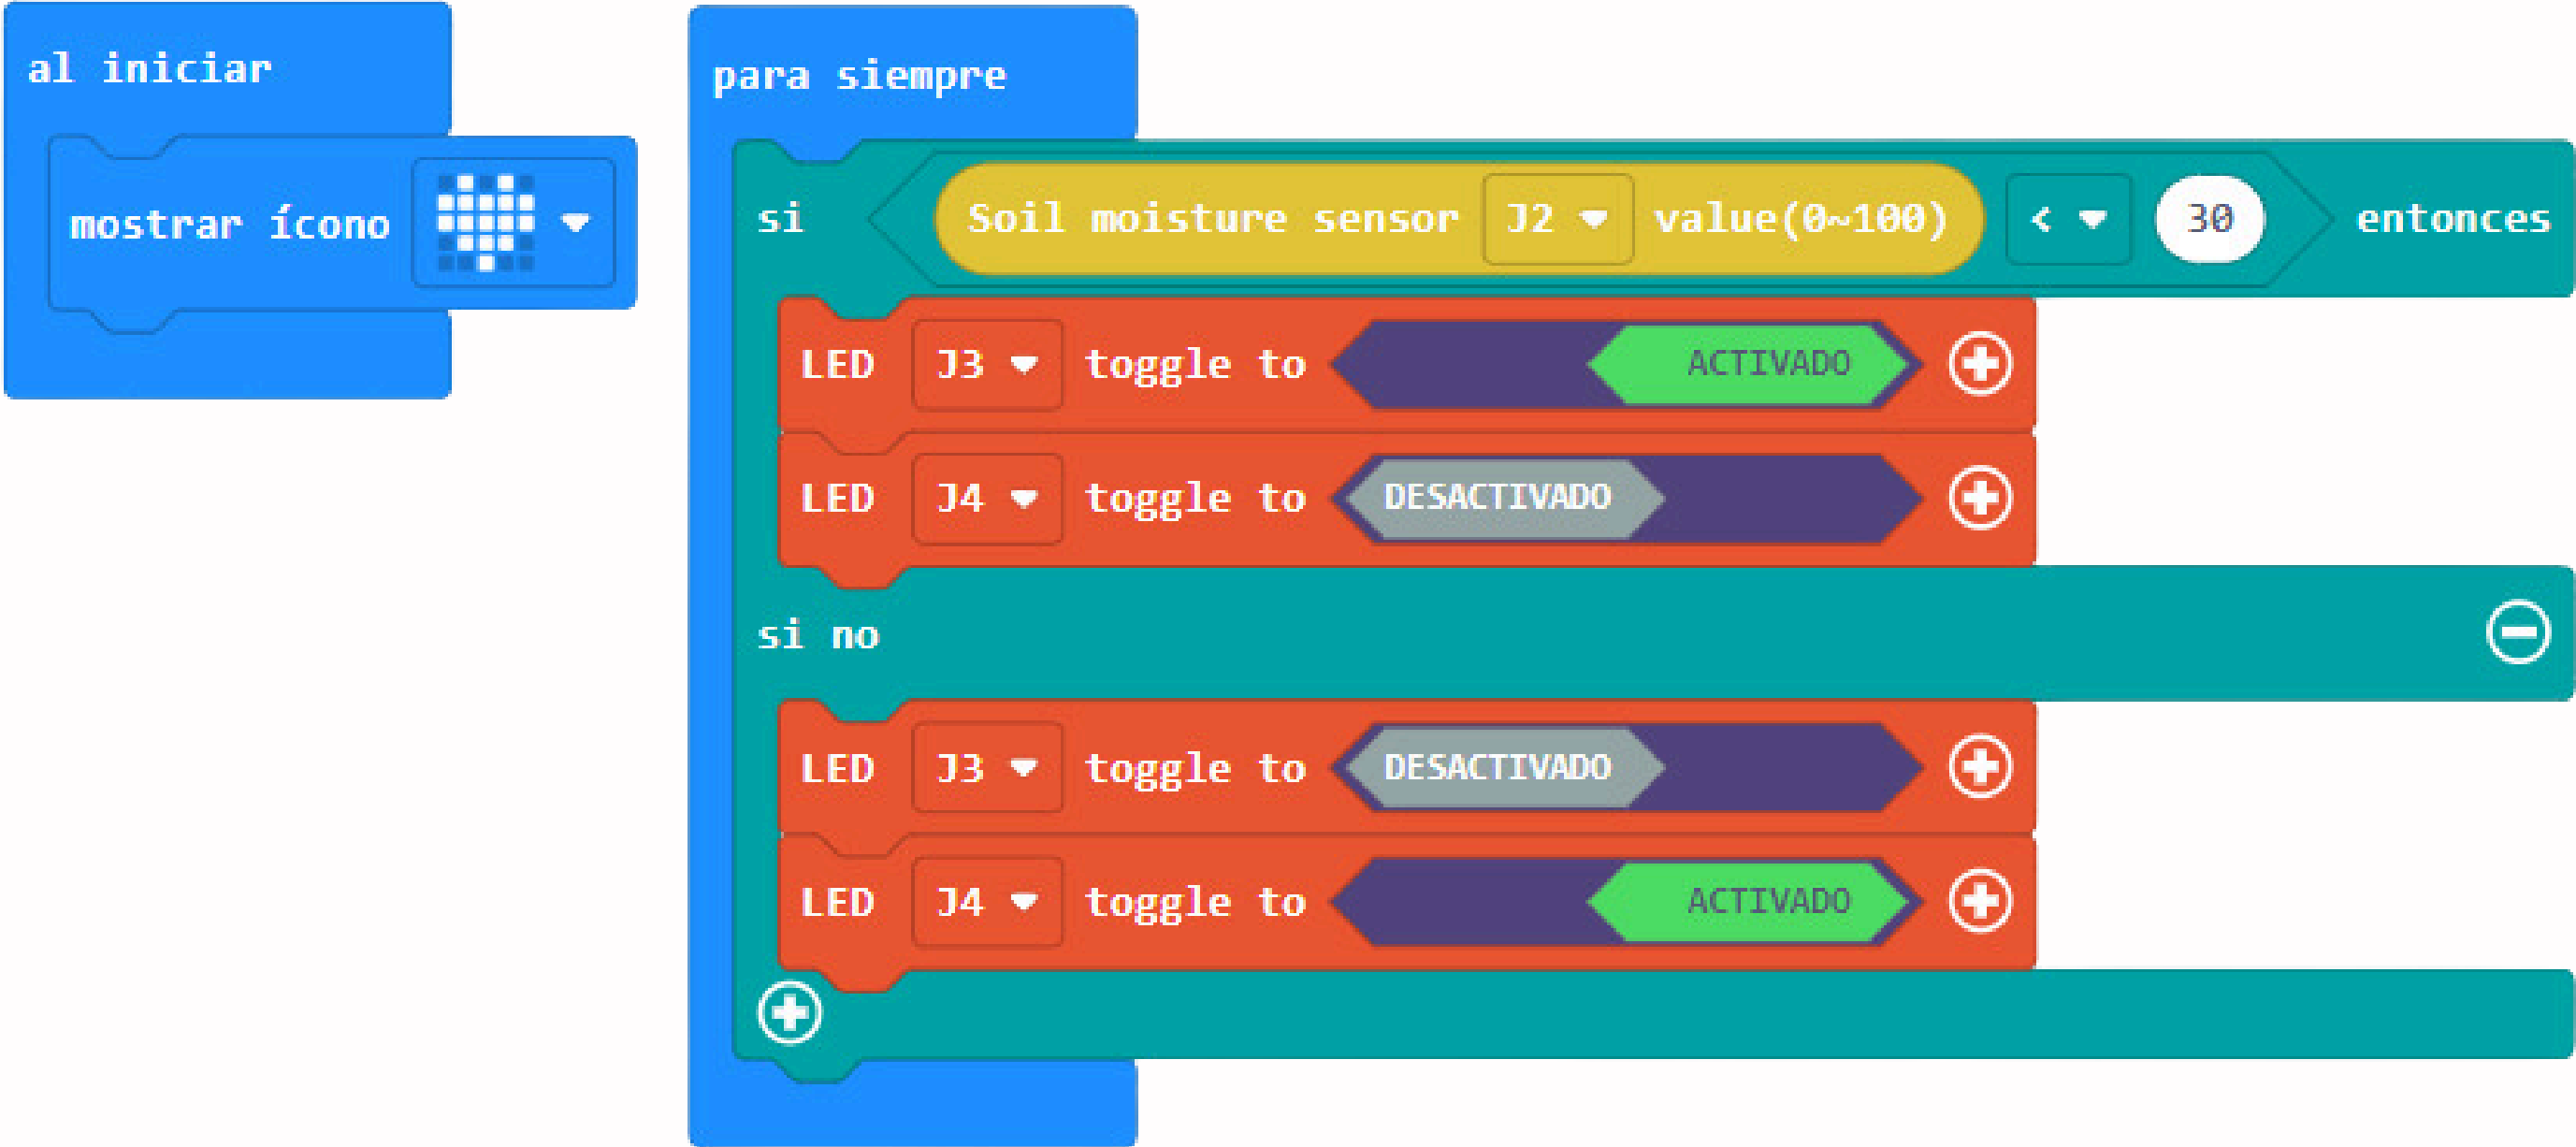 al iniciar
mostrar ícono
para siempre
si Soil moisture sensor J2 value(0~100) < 30 entonces
LED J3 toggle to ACTIVADO
LED J4 toggle to DESACTIVADO
si no
LED J3 toggle to DESACTIVADO
LED J4 toggle to ACTIVADO